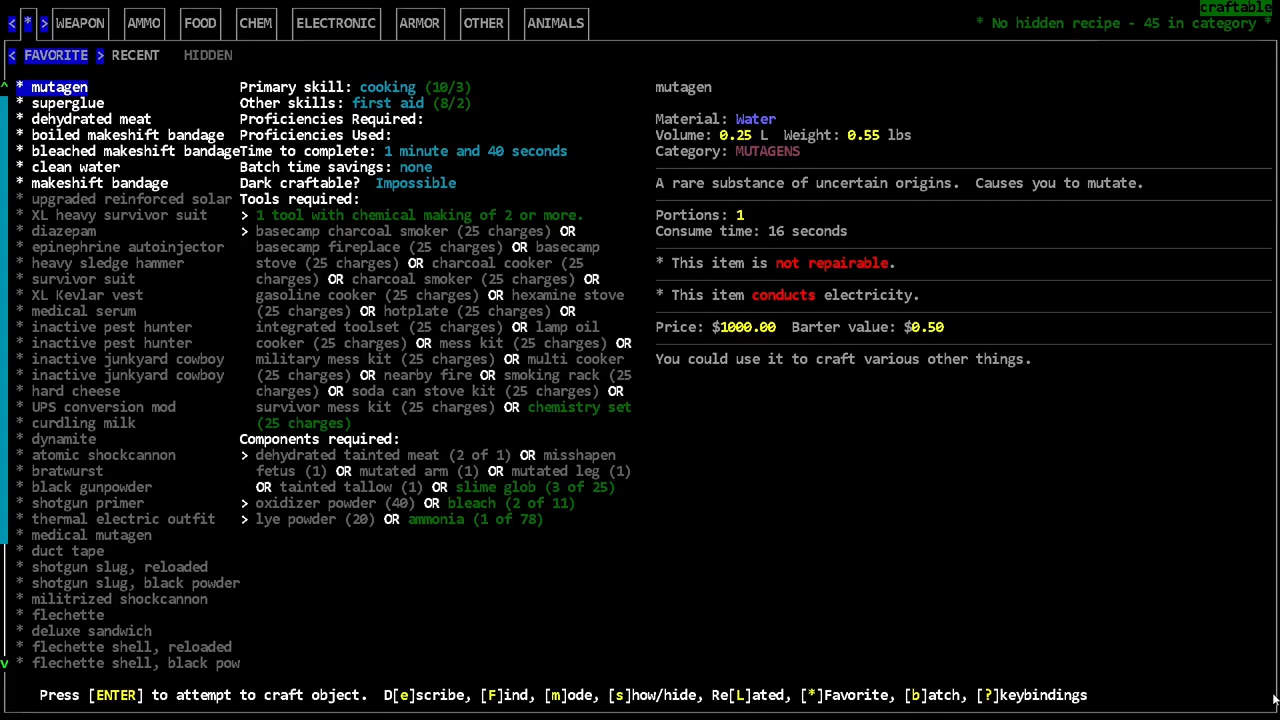 craftable
< * > WEAPON AMMO FOOD CHEM ELECTRONIC ARMOR OTHER ANIMALS * No hidden recipe - 45 in category *
< FAVORITE > RECENT HIDDEN
^ * mutagen
* superglue
* dehydrated meat
* boiled makeshift bandage
* bleached makeshift bandage
* clean water
* makeshift bandage
* upgraded reinforced solar
* XL heavy survivor suit
* diazepam
* epinephrine autoinjector
* heavy sledge hammer
* survivor suit
* XL Kevlar vest
* medical serum
* inactive pest hunter
* inactive pest hunter
* inactive junkyard cowboy
* inactive junkyard cowboy
* hard cheese
* UPS conversion mod
* curdling milk
* dynamite
* atomic shockcannon
* bratwurst
* black gunpowder
* shotgun primer
* thermal electric outfit
* medical mutagen
* duct tape
* shotgun slug, reloaded
* shotgun slug, black powder
* militrized shockcannon
* flechette
* deluxe sandwich
* flechette shell, reloaded
v * flechette shell, black pow
Primary skill: cooking (10/3)
Other skills: first aid (8/2)
Proficiencies Required:
Proficiencies Used:
Time to complete: 1 minute and 40 seconds
Batch time savings: none
Dark craftable? Impossible
Tools required:
> 1 tool with chemical making of 2 or more.
> basecamp charcoal smoker (25 charges) OR
basecamp fireplace (25 charges) OR basecamp
stove (25 charges) OR charcoal cooker (25
charges) OR charcoal smoker (25 charges) OR
gasoline cooker (25 charges) OR hexamine stove
(25 charges) OR hotplate (25 charges) OR
integrated toolset (25 charges) OR lamp oil
cooker (25 charges) OR mess kit (25 charges) OR
military mess kit (25 charges) OR multi cooker
(25 charges) OR nearby fire OR smoking rack (25
charges) OR soda can stove kit (25 charges) OR
survivor mess kit (25 charges) OR chemistry set
(25 charges)
Components required:
> dehydrated tainted meat (2 of 1) OR misshapen
fetus (1) OR mutated arm (1) OR mutated leg (1)
OR tainted tallow (1) OR slime glob (3 of 25)
> oxidizer powder (40) OR bleach (2 of 11)
> lye powder (20) OR ammonia (1 of 78)
mutagen
Material: Water
Volume: 0.25 L Weight: 0.55 lbs
Category: MUTAGENS
A rare substance of uncertain origins. Causes you to mutate.
Portions: 1
Consume time: 16 seconds
* This item is not repairable.
* This item conducts electricity.
Price: $1000.00 Barter value: $0.50
You could use it to craft various other things.
Press [ENTER] to attempt to craft object. D[e]scribe, [F]ind, [m]ode, [s]how/hide, Re[L]ated, [*]Favorite, [b]atch, [?]keybindings